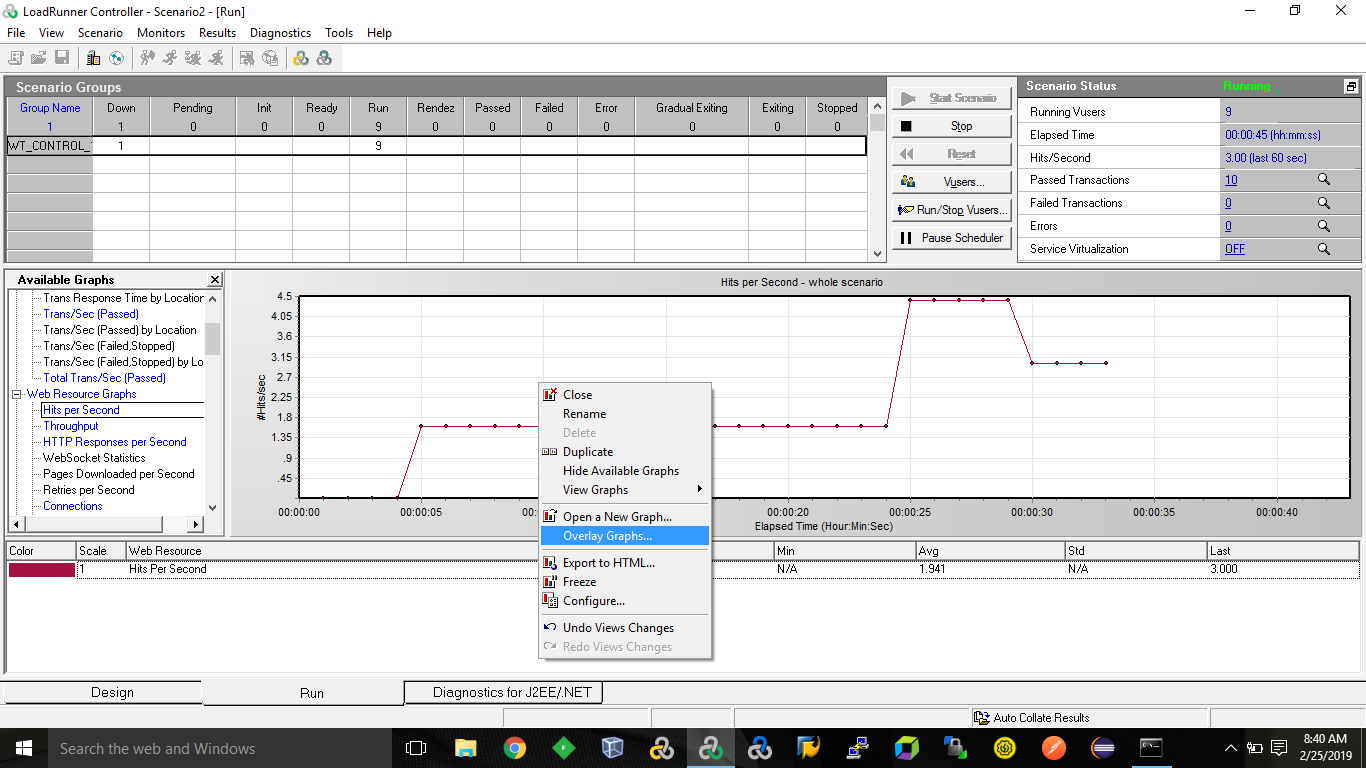 LoadRunner Controller - Scenario2 - [Run]
File View Scenario Monitors Results Diagnostics Tools Help
Scenario Groups
Group Name Down Pending Init Ready Run Rendez Passed Failed Error Gradual Exiting Exiting Stopped
1 1 0 0 0 9 0 0 0 0 0 0 0
WT_CONTROL_ 1 9
Start Scenario
Stop
Reset
Vusers...
Run/Stop Vusers...
Pause Scheduler
Scenario Status Running
Running Vusers 9
Elapsed Time 00:00:45 (hh:mm:ss)
Hits/Second 3.00 (last 60 sec)
Passed Transactions 10
Failed Transactions 0
Errors 0
Service Virtualization OFF
Available Graphs
Trans Response Time by Location
Trans/Sec (Passed)
Trans/Sec (Passed) by Location
Trans/Sec (Failed,Stopped)
Trans/Sec (Failed,Stopped) by Lo
Total Trans/Sec (Passed)
Web Resource Graphs
Hits per Second
Throughput
HTTP Responses per Second
WebSocket Statistics
Pages Downloaded per Second
Retries per Second
Connections
Hits per Second - whole scenario
#Hits/sec
4.5
4.05
3.6
3.15
2.7
2.25
1.8
1.35
.9
.45
00:00:00 00:00:05 00: 00:00:20 00:00:25 00:00:30 00:00:35 00:00:40
Elapsed Time (Hour:Min:Sec)
Close
Rename
Delete
Duplicate
Hide Available Graphs
View Graphs
Open a New Graph...
Overlay Graphs...
Export to HTML...
Freeze
Configure...
Undo Views Changes
Redo Views Changes
Color Scale Web Resource Min Avg Std Last
1 Hits Per Second N/A 1.941 N/A 3.000
Design Run Diagnostics for J2EE/.NET
Auto Collate Results
Search the web and Windows
8:40 AM
2/25/2019